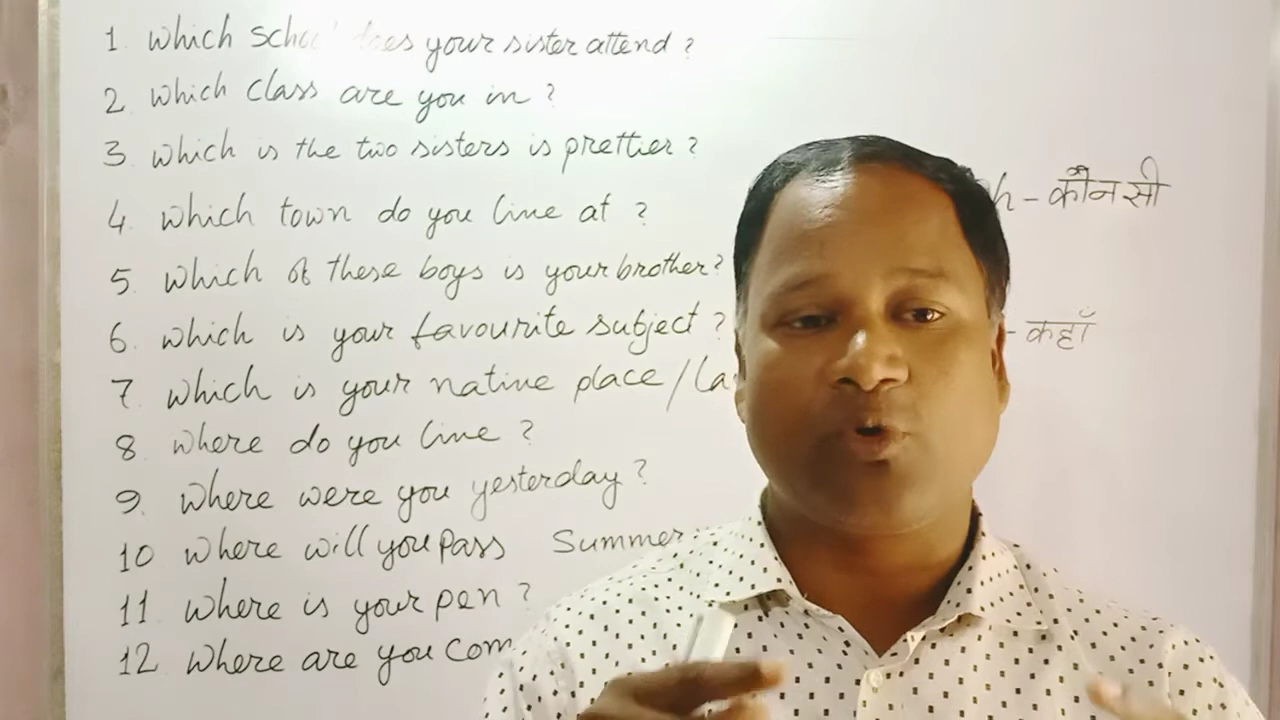 1. Which school does your sister attend ?
2. Which class are you in ?
3. Which is the two sisters is prettier ?
4. Which town do you live at ?
5. Which of these boys is your brother?
6. Which is your favourite subject ?
7. Which is your native place /
8. Where do you live ?
9. Where were you yesterday ?
10 Where will you pass Summer
11. Where is your pen ?
12 Where are you
- कौन सी
- कहाँ